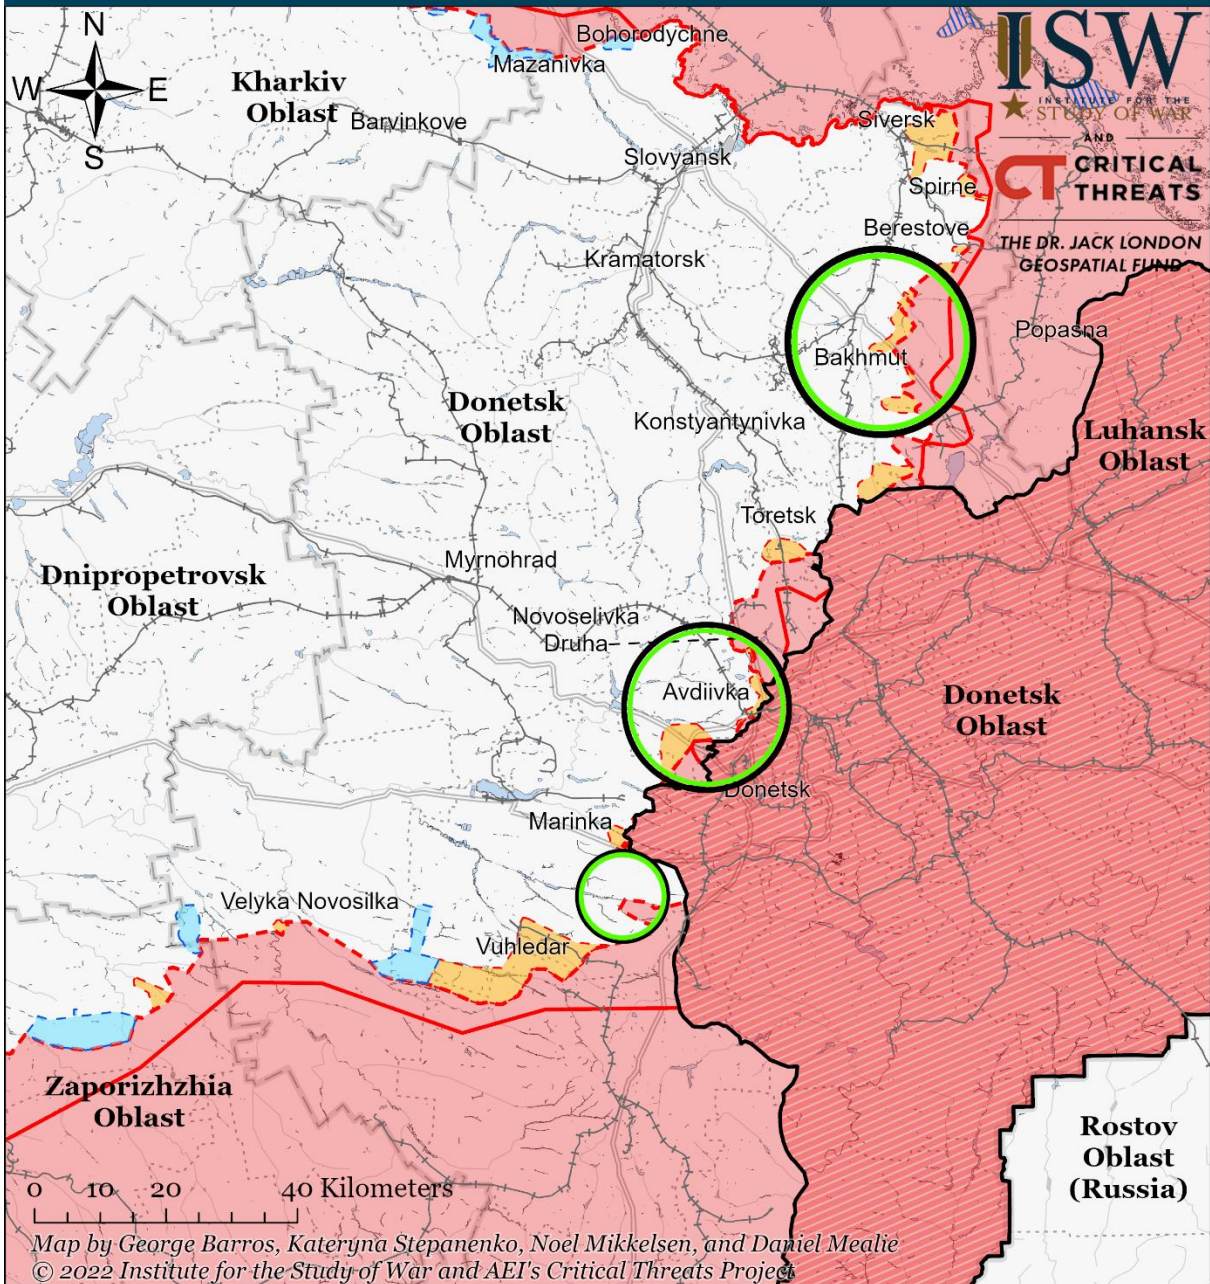 N
W
E
S
ISW
INSTITUTE FOR THE
STUDY OF WAR
AND
CT
CRITICAL
THREATS
THE DR. JACK LONDON
GEOSPATIAL FUND
Bohorodychne
Mazanivka
Kharkiv
Oblast
Barvinkove
Siversk
Slovyansk
Spirne
Berestove
Kramatorsk
Popasna
Bakhmut
Donetsk
Oblast
Konstyantynivka
Luhansk
Oblast
Toretsk
Myrnohrad
Dnipropetrovsk
Oblast
Novoselivka
Druha
Avdiivka
Donetsk
Oblast
Donetsk
Marinka
Velyka Novosilka
Vuhledar
Zaporizhzhia
Oblast
Rostov
Oblast
(Russia)
0 10 20 40 Kilometers
Map by George Barros, Kateryna Stepanenko, Noel Mikkelsen, and Daniel Mealie
© 2022 Institute for the Study of War and AEI's Critical Threats Project